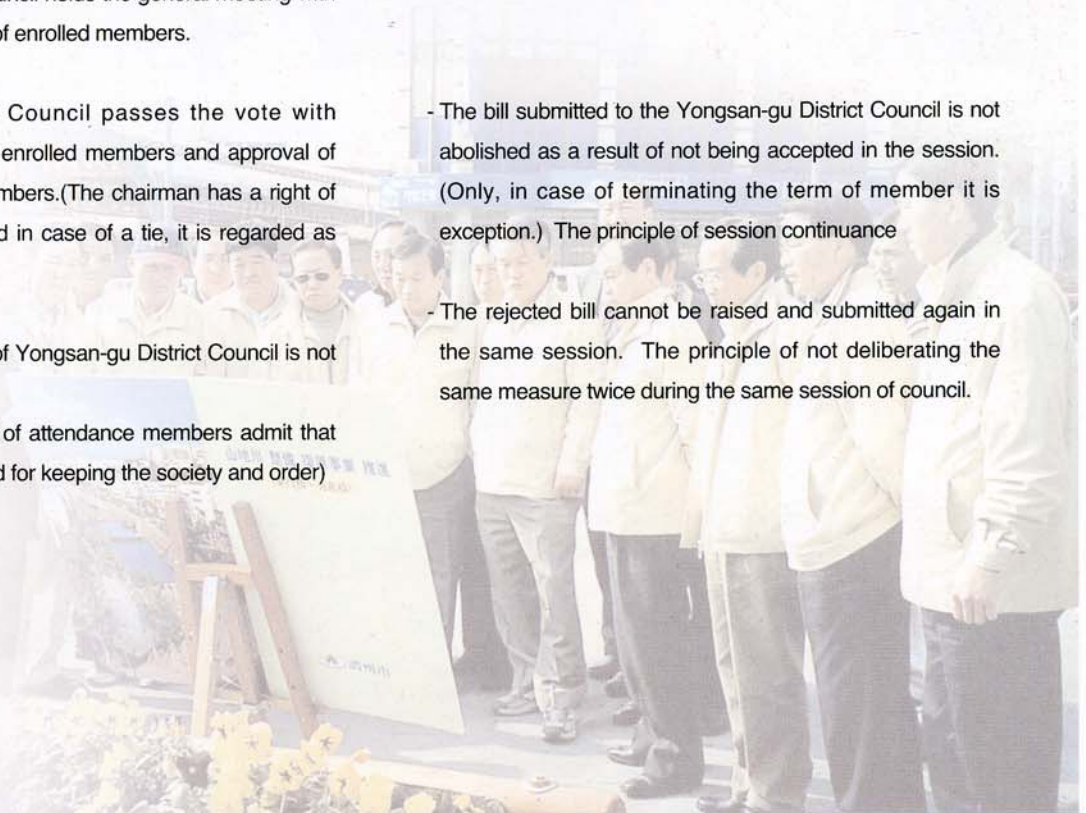 of enrolled members.
Council passes the vote with
enrolled members and approval of
mbers.(The chairman has a right of
d in case of a tie, it is regarded as
of Yongsan-gu District Council is not
of attendance members admit that
d for keeping the society and order)
- The bill submitted to the Yongsan-gu District Council is not
abolished as a result of not being accepted in the session.
(Only, in case of terminating the term of member it is
exception.) The principle of session continuance
- The rejected bill cannot be raised and submitted again in
the same session. The principle of not deliberating the
same measure twice during the same session of council.